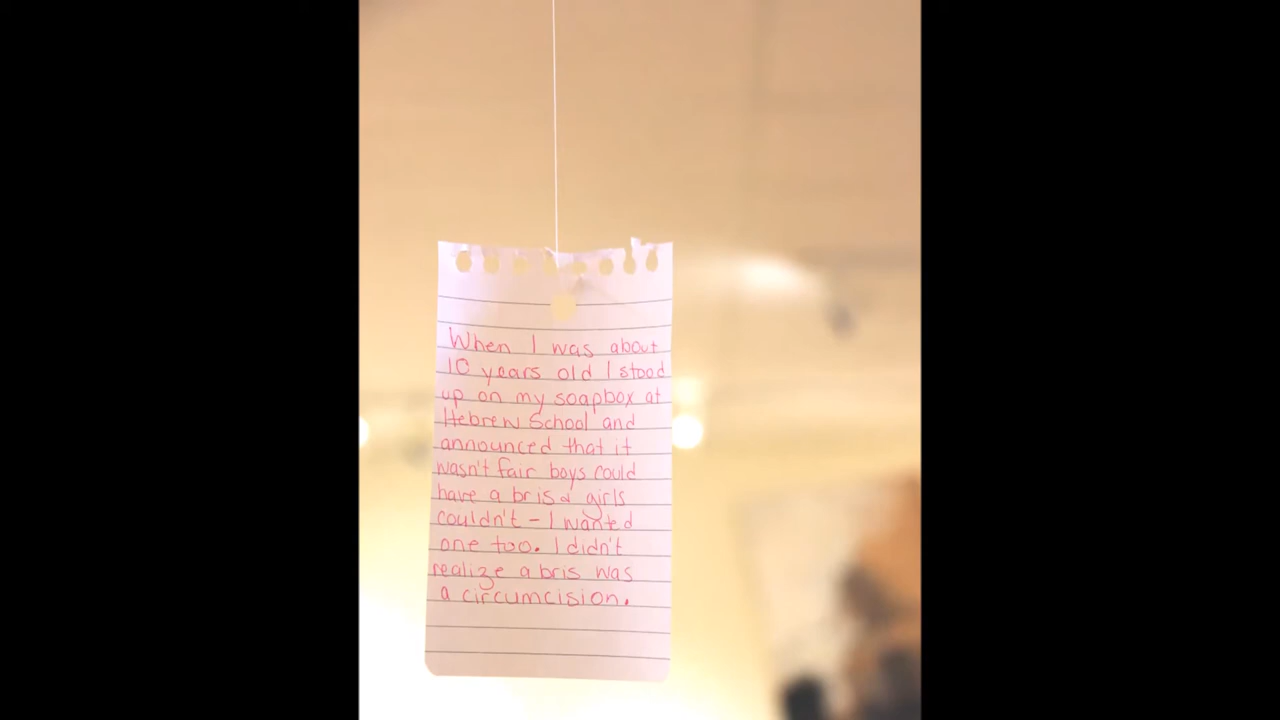 When I was about
10 years old I stood
up on my soapbox at
Hebrew School and
announced that it
wasn't fair boys could
have a bris & girls
couldn't - I wanted
one too. I didn't
realize a bris was
a circumcision.